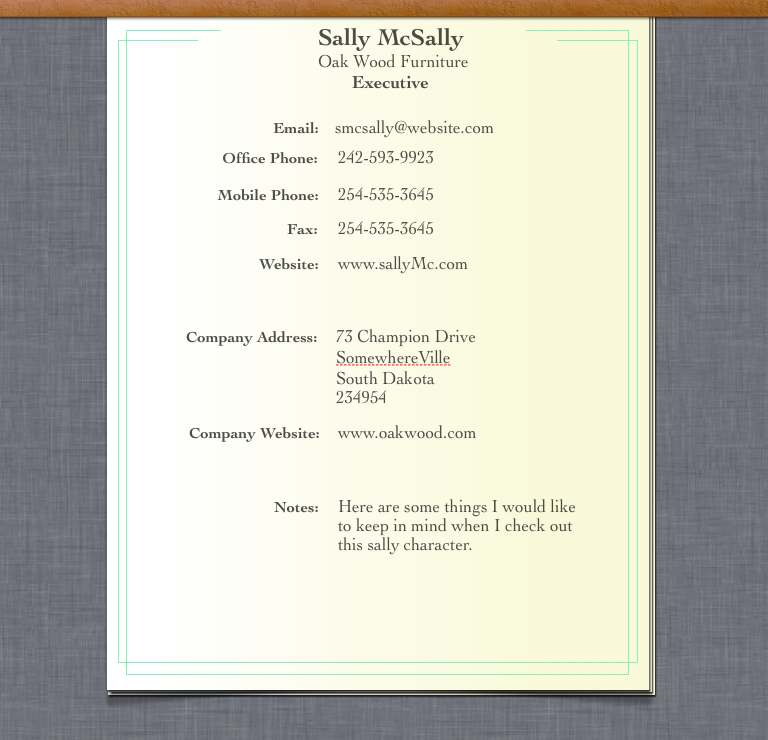 Sally McSally
Oak Wood Furniture
Executive
Email: smcsally@website.com
Office Phone: 242-593-9923
Mobile Phone: 254-535-3645
Fax: 254-535-3645
Website: www.sallyMc.com
Company Address: 73 Champion Drive
SomewhereVille
South Dakota
234954
Company Website: www.oakwood.com
Notes: Here are some things I would like
to keep in mind when I check out
this sally character.